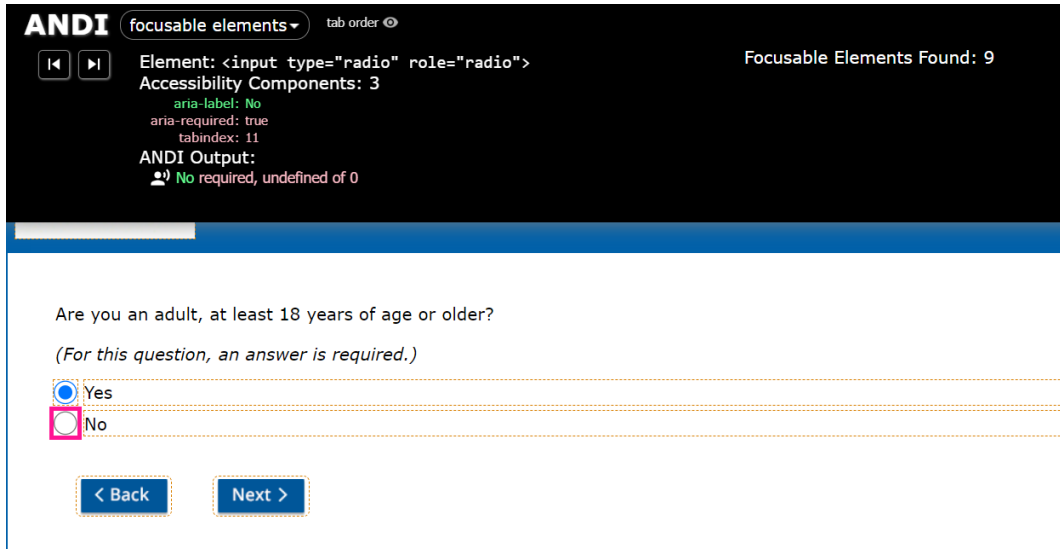 ANDI focusable elements tab order
Element: <input type="radio" role="radio">
Focusable Elements Found: 9
Accessibility Components: 3
aria-label: No
aria-required: true
tabindex: 11
ANDI Output:
No required, undefined of 0
Are you an adult, at least 18 years of age or older?
(For this question, an answer is required.)
Yes
No
< Back Next >